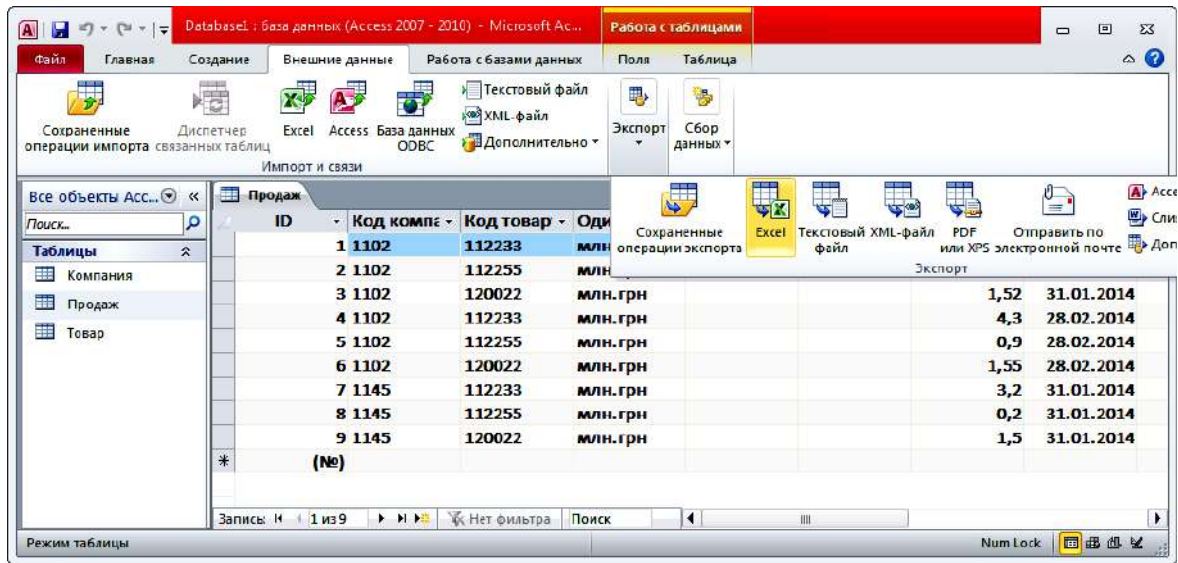 Database1 : база данных (Access 2007 - 2010) - Microsoft Ac...
Работа с таблицами
Файл Главная Создание Внешние данные Работа с базами данных Поля Таблица
Сохраненные операции импорта
Диспетчер связанных таблиц
Excel
Access
База данных ODBC
Текстовый файл
XML-файл
Дополнительно
Импорт и связи
Экспорт
Сбор данных
Сохраненные операции экспорта
Excel
Текстовый файл
XML-файл
PDF или XPS
Отправить по электронной почте
Acce
Сли
Доп
Экспорт
Все объекты Acc...
Поиск...
Таблицы
Компания
Продаж
Товар
Продаж
ID Код компа Код товар Оди
1 1102 112233 млн
2 1102 112255 млн
3 1102 120022 млн.грн 1,52 31.01.2014
4 1102 112233 млн.грн 4,3 28.02.2014
5 1102 112255 млн.грн 0,9 28.02.2014
6 1102 120022 млн.грн 1,55 28.02.2014
7 1145 112233 млн.грн 3,2 31.01.2014
8 1145 112255 млн.грн 0,2 31.01.2014
9 1145 120022 млн.грн 1,5 31.01.2014
(№)
Запись: 1 из 9 Нет фильтра Поиск
Режим таблицы Num Lock